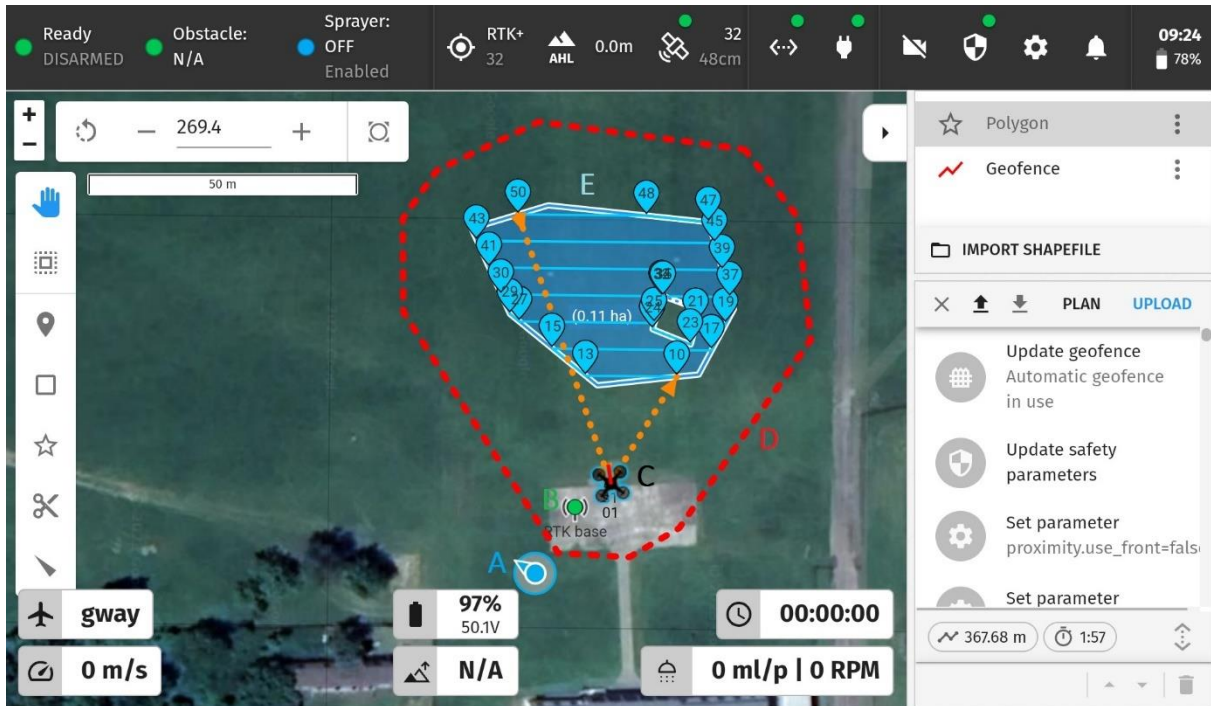 Ready
DISARMED
Obstacle:
N/A
Sprayer:
OFF
Enabled
RTK+
32
AHL
0.0m
32
48cm
09:24
78%
+
−
− 269.4 +
50 m
Polygon
Geofence
IMPORT SHAPEFILE
PLAN
UPLOAD
Update geofence
Automatic geofence
in use
Update safety
parameters
Set parameter
proximity.use_front=fals
Set parameter
367.68 m
1:57
E
50
48
47
43
45
41
39
30
37
29
27
25
21
19
24
(0.11 ha)
23
17
15
13
10
D
C
B
01
RTK base
A
gway
97%
50.1V
00:00:00
0 m/s
N/A
0 ml/p | 0 RPM